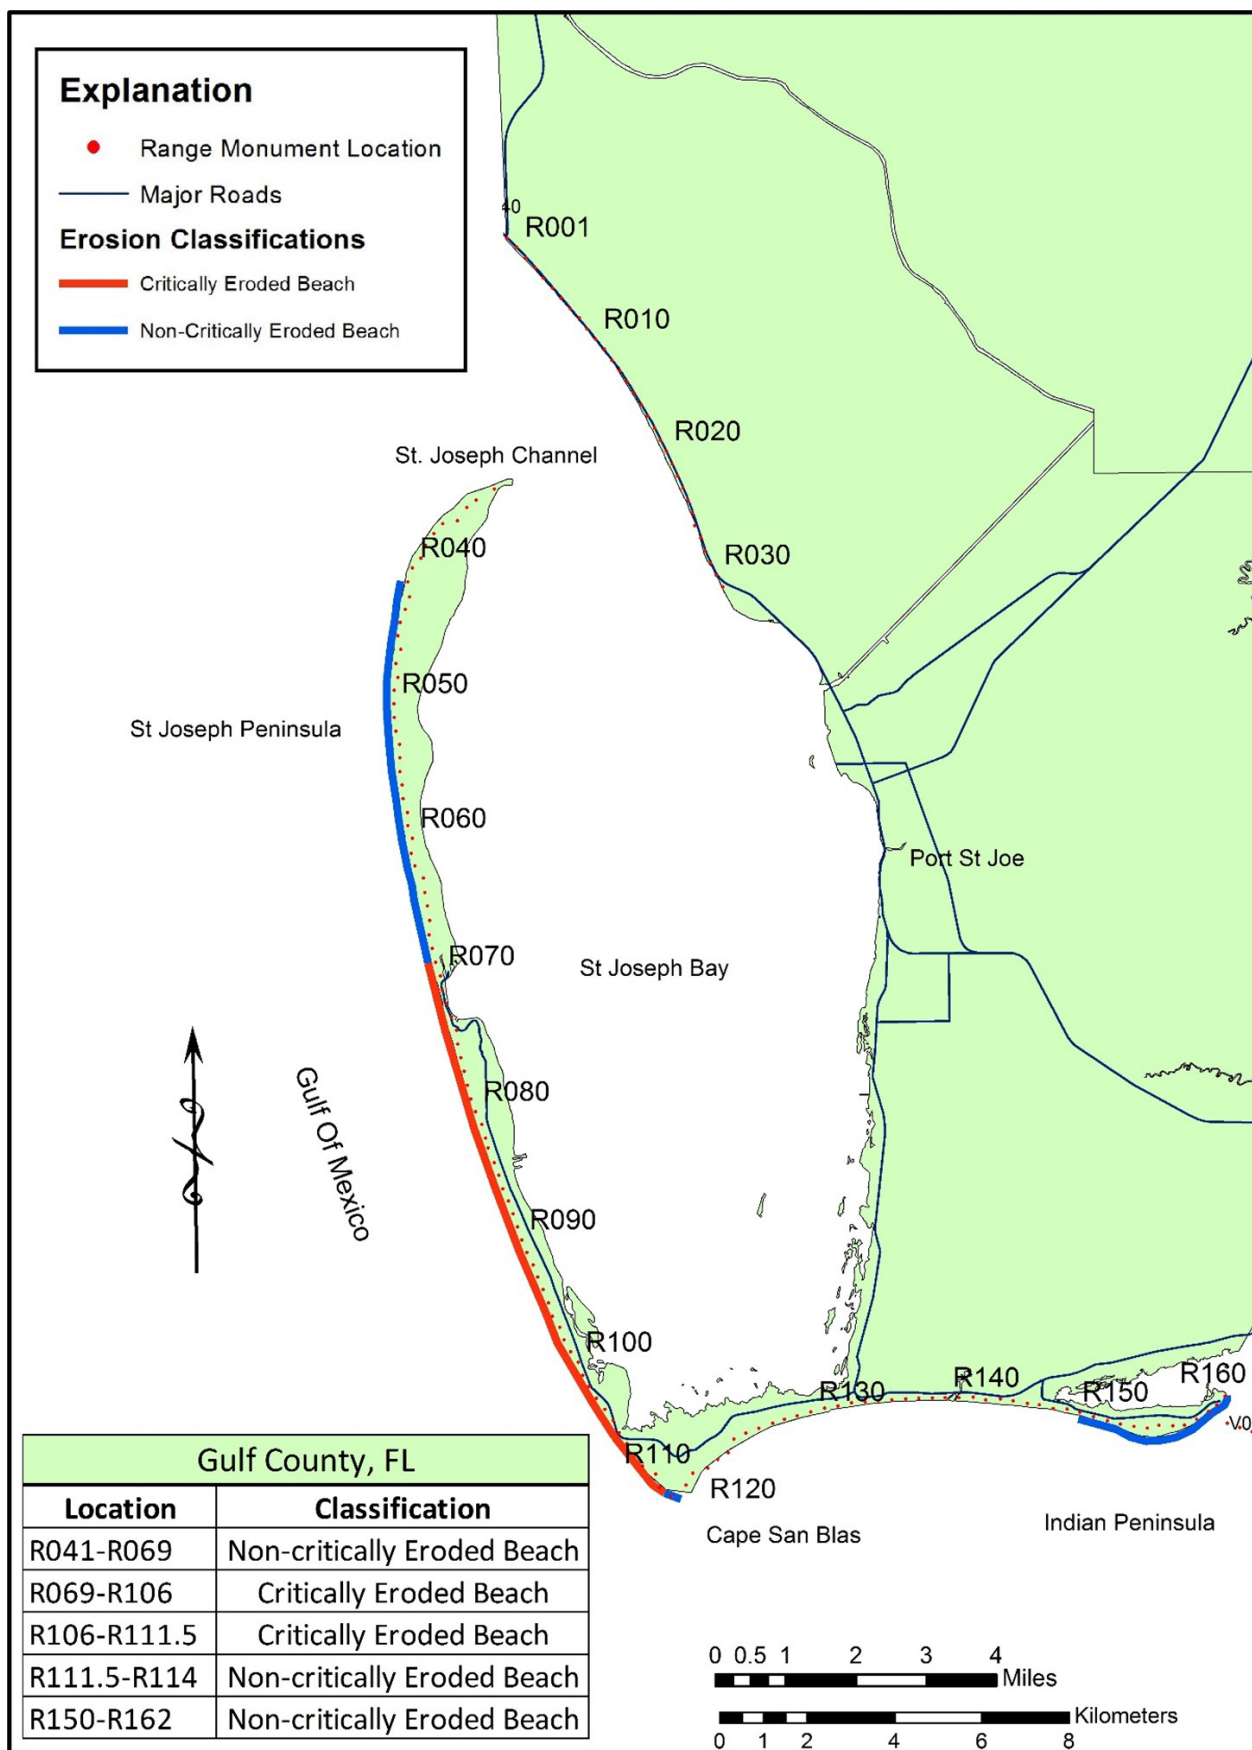 Explanation
Range Monument Location
Major Roads
Erosion Classifications
Critically Eroded Beach
Non-Critically Eroded Beach
40
R001
R010
R020
St. Joseph Channel
R040
R030
R050
St Joseph Peninsula
R060
Port St Joe
R070
St Joseph Bay
Gulf Of Mexico
R080
R090
R100
R130
R140
R150
R160
R110
R120
Cape San Blas
Indian Peninsula
Gulf County, FL
Location Classification
R041-R069 Non-critically Eroded Beach
R069-R106 Critically Eroded Beach
R106-R111.5 Critically Eroded Beach
R111.5-R114 Non-critically Eroded Beach
R150-R162 Non-critically Eroded Beach
0 0.5 1 2 3 4
Miles
Kilometers
0 1 2 4 6 8